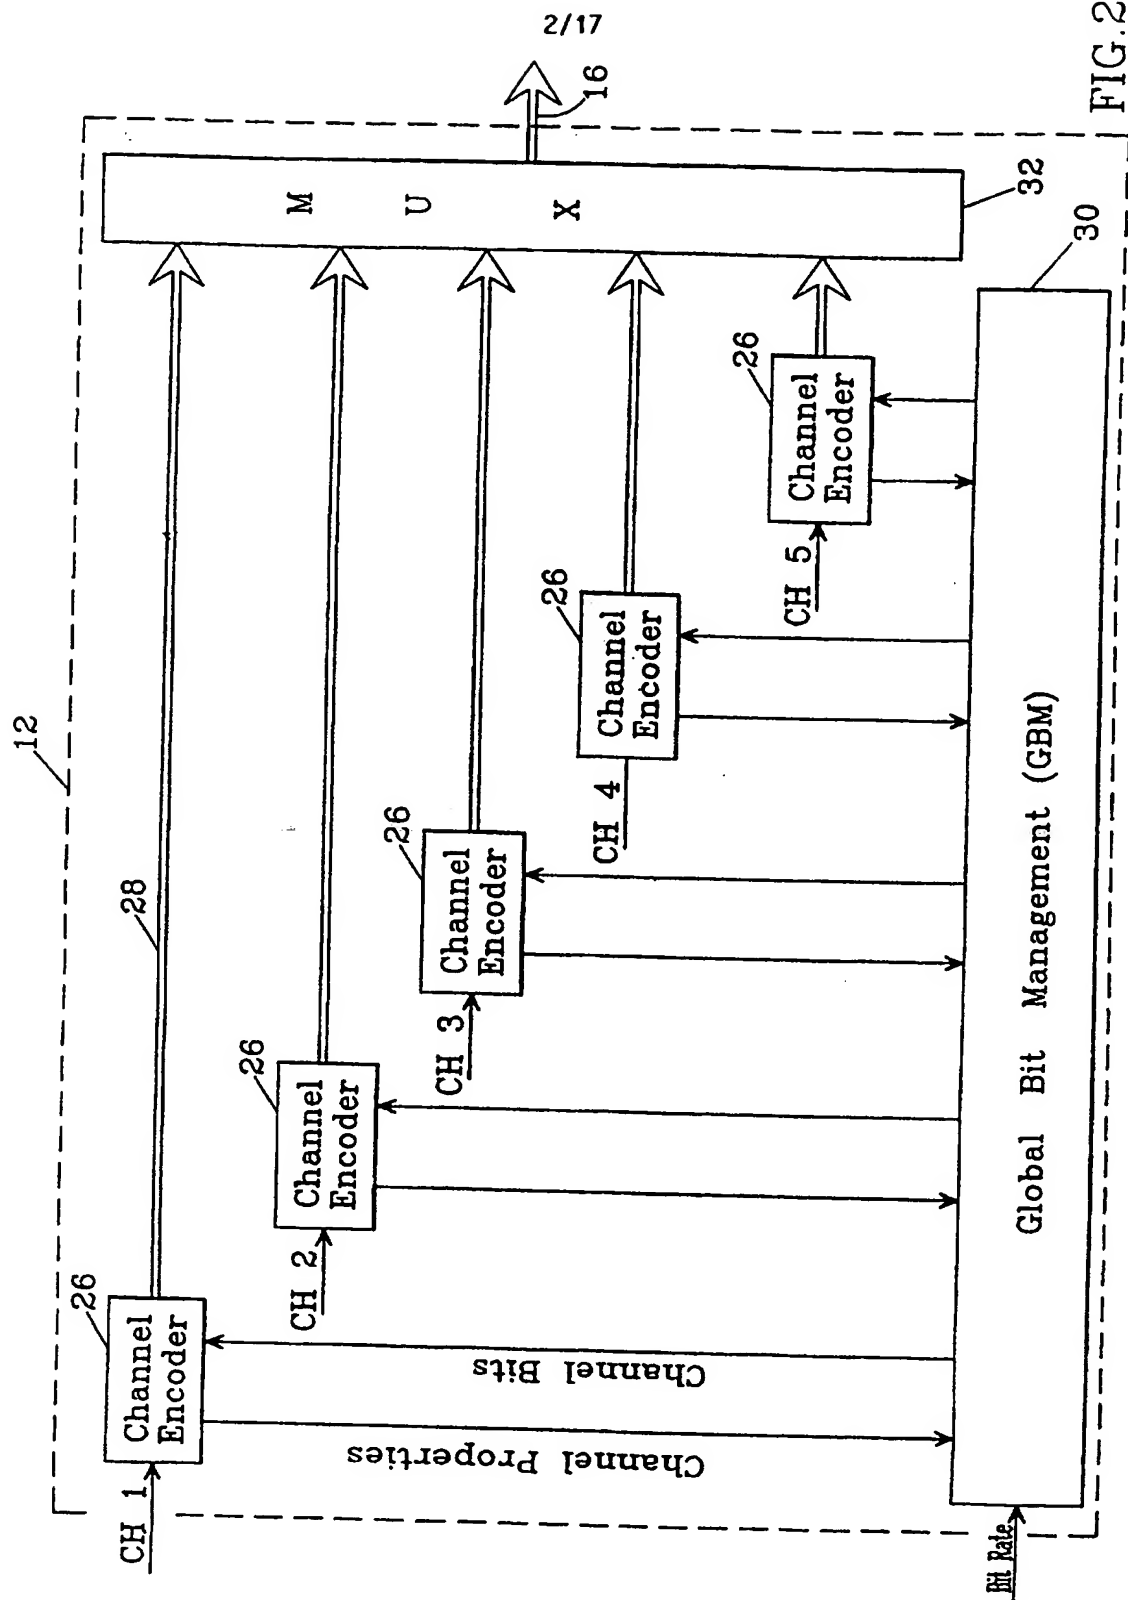 2/17
FIG.2
12
16
M U X
32
28
30
26
Channel
Encoder
CH 1
26
Channel
Encoder
CH 2
26
Channel
Encoder
CH 3
26
Channel
Encoder
CH 4
26
Channel
Encoder
CH 5
Channel Properties
Channel Bits
Global Bit Management (GBM)
Bit Rate